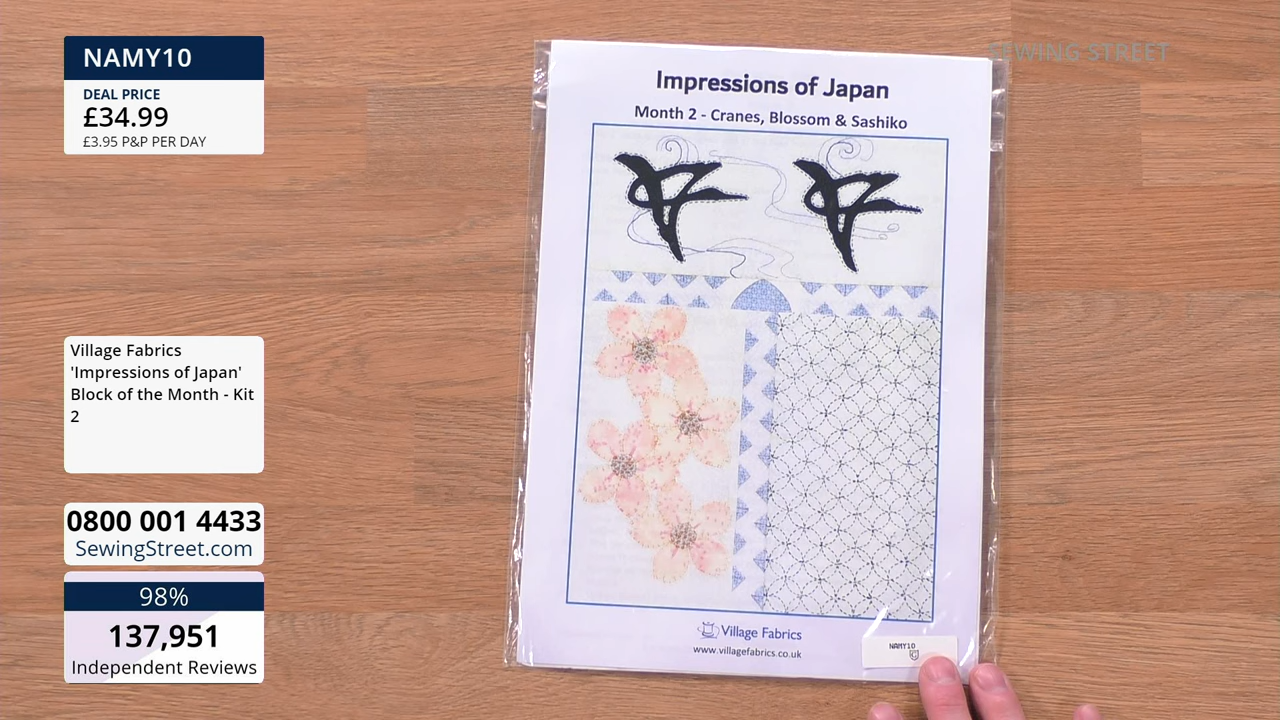 NAMY10
DEAL PRICE
£34.99
£3.95 P&P PER DAY
Village Fabrics
'Impressions of Japan'
Block of the Month - Kit
2
0800 001 4433
SewingStreet.com
98%
137,951
Independent Reviews
SEWING STREET
Impressions of Japan
Month 2 - Cranes, Blossom & Sashiko
Village Fabrics
www.villagefabrics.co.uk
NAMY10